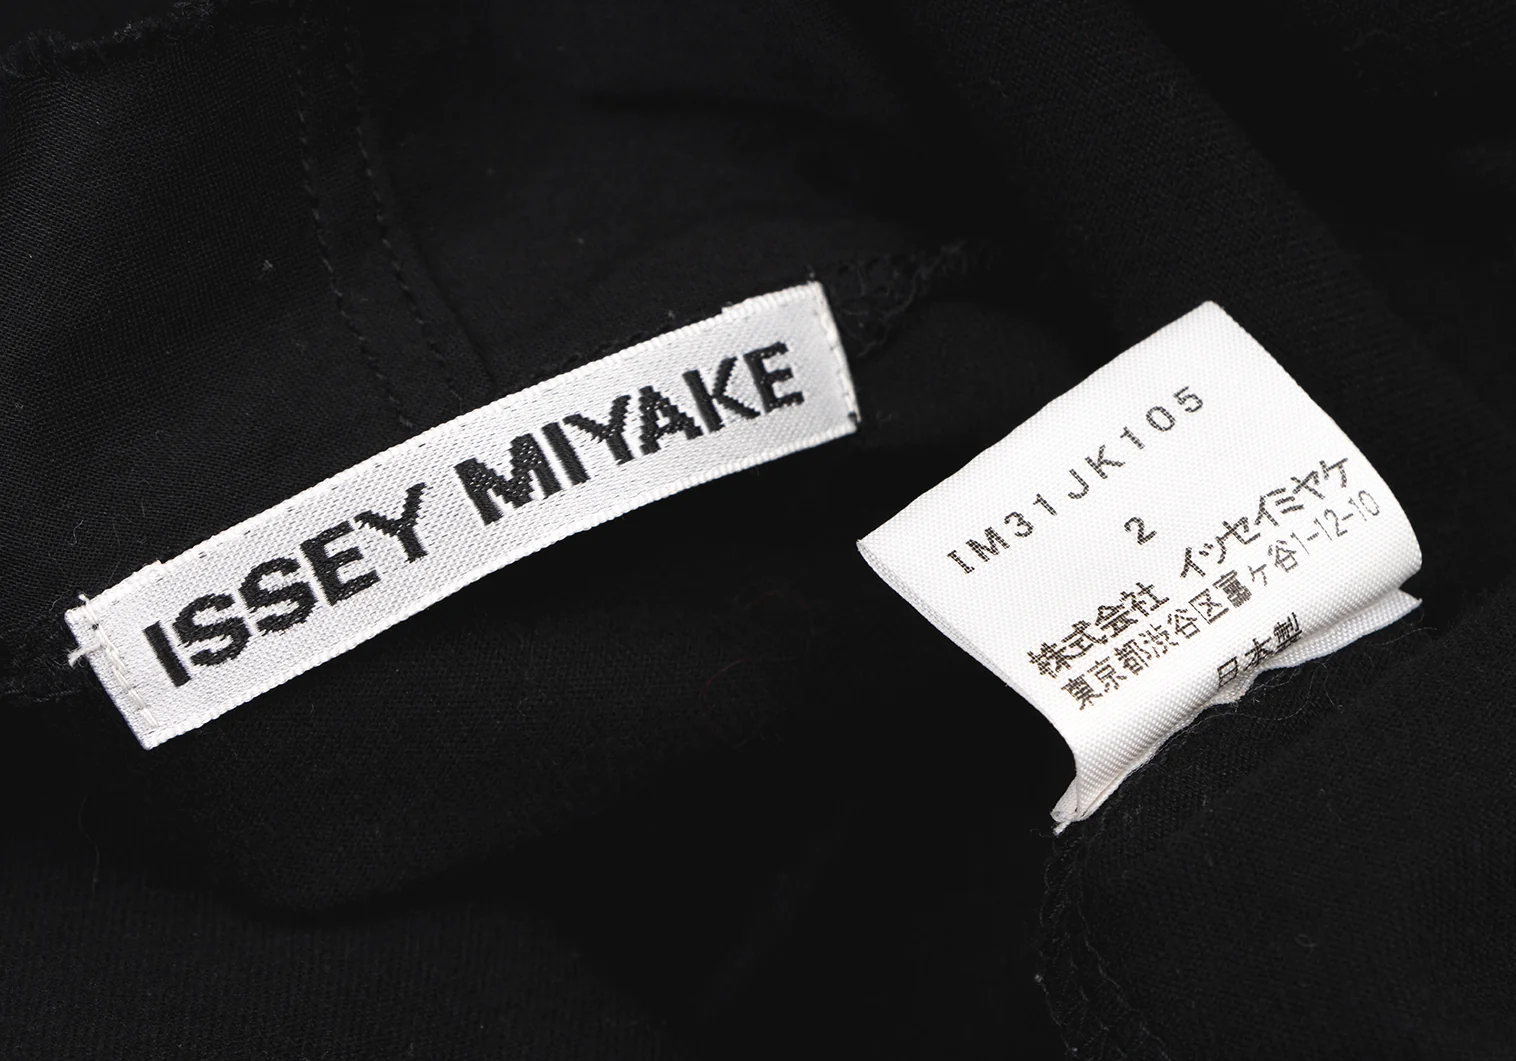 ISSEY MIYAKE
IM31JK105
2
株式会社 イッセイミヤケ
東京都渋谷区富ヶ谷1-12-10
日本製